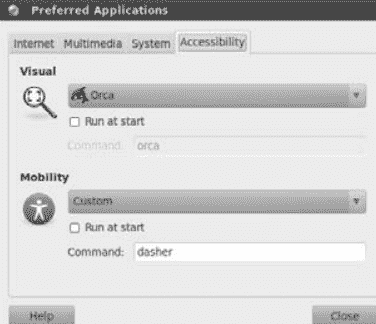 Preferred Applications
Internet Multimedia System Accessibility
Visual
Orca
Run at start
Command: orca
Mobility
Custom
Run at start
Command: dasher
Help Close